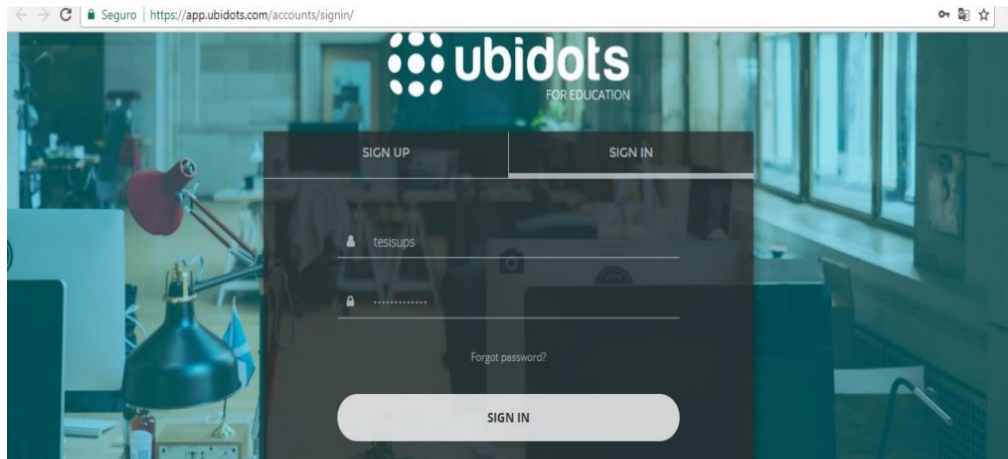 Seguro | https://app.ubidots.com/accounts/signin/
ubidots
FOR EDUCATION
SIGN UP
SIGN IN
tesisups
•••••••••••••
Forgot password?
SIGN IN